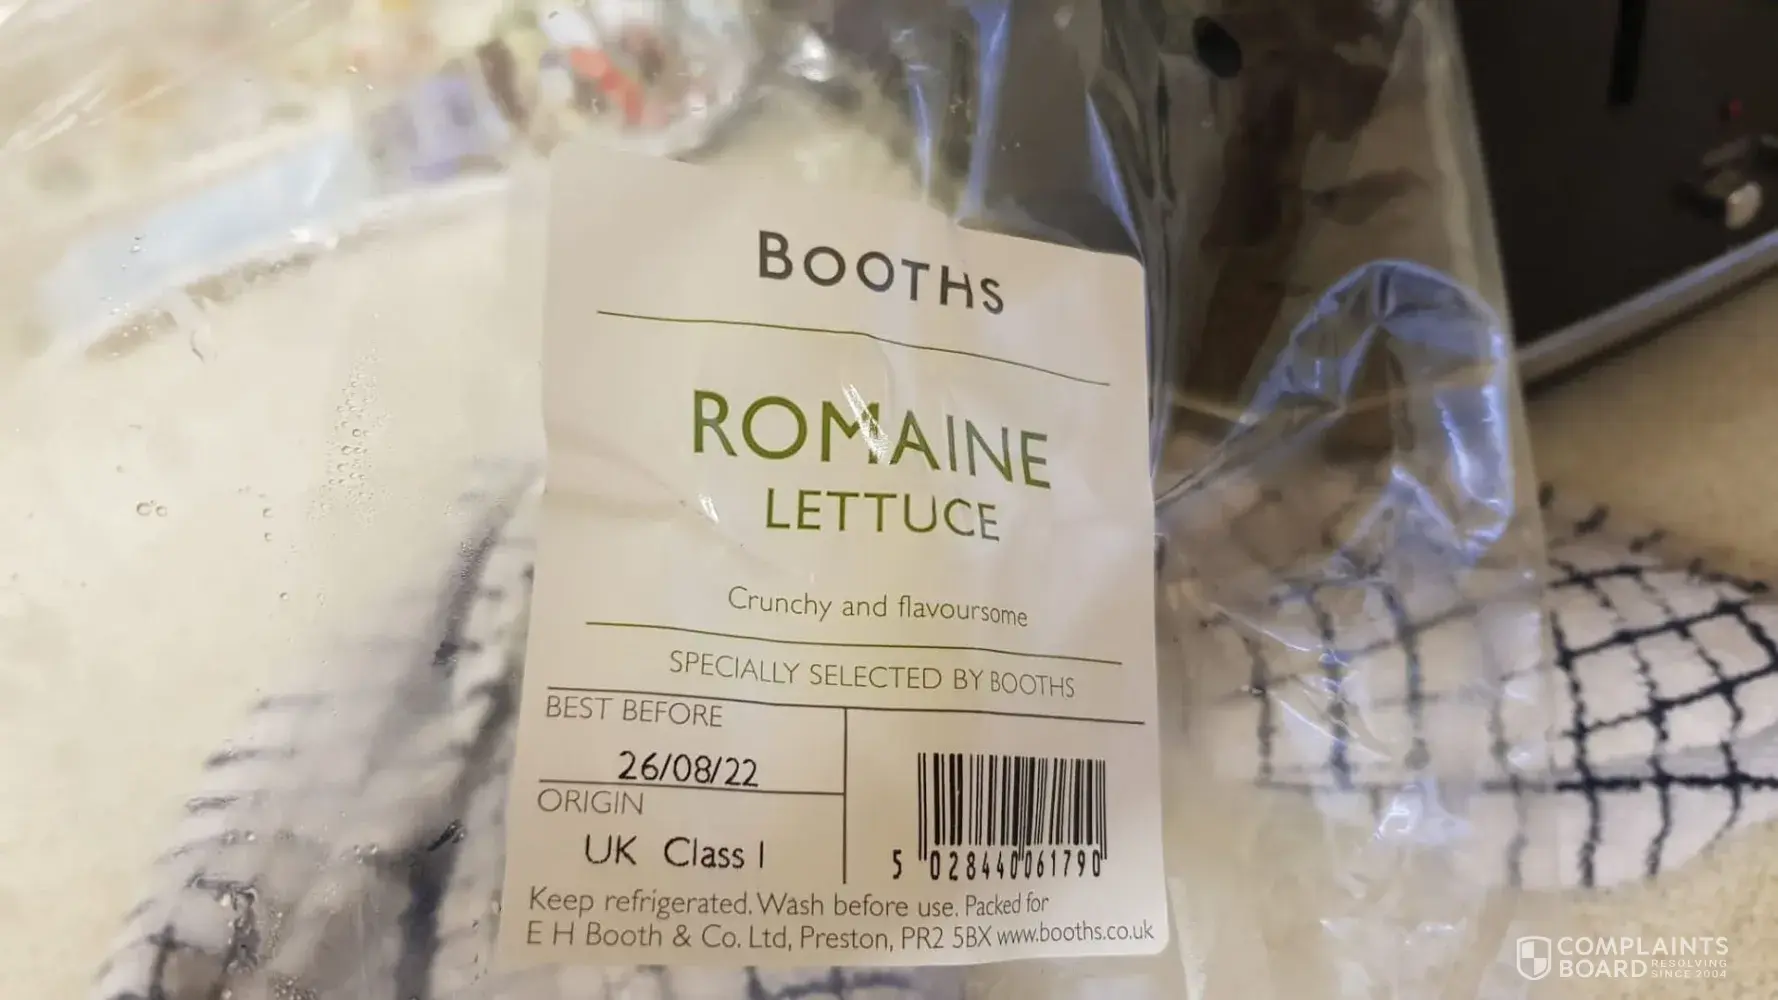 BOOTHS
ROMAINE
LETTUCE
Crunchy and flavoursome
SPECIALLY SELECTED BY BOOTHS
BEST BEFORE
26/08/22
ORIGIN
UK Class I
5 028440 061790
Keep refrigerated. Wash before use. Packed for
E H Booth & Co. Ltd, Preston, PR2 5BX www.booths.co.uk
COMPLAINTS
BOARD RESOLVING
SINCE 2004